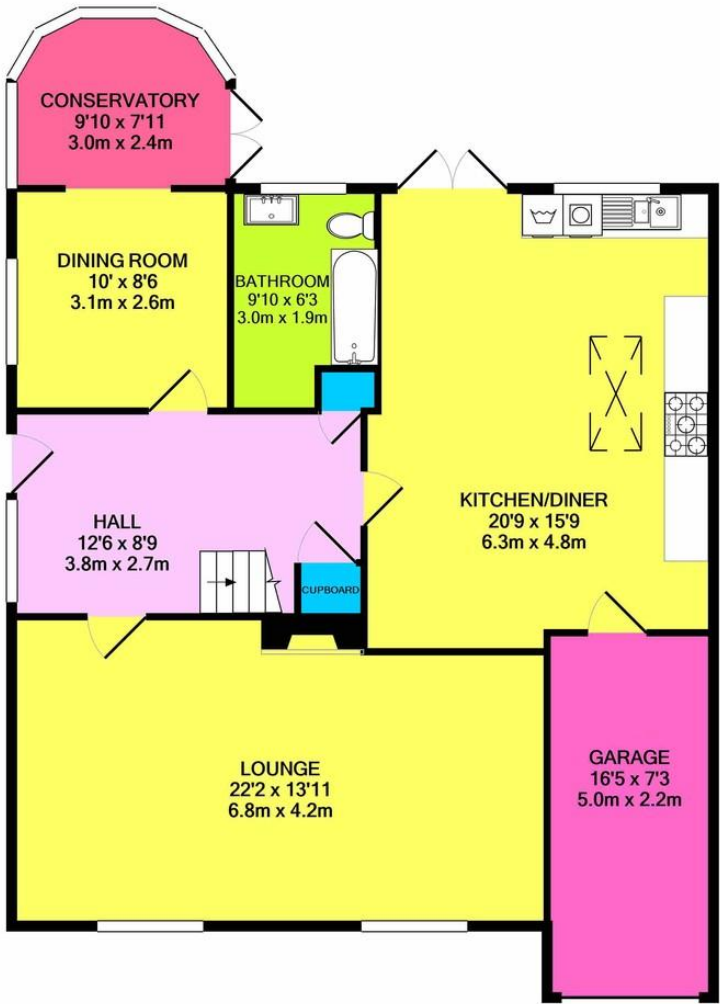 CONSERVATORY
9'10 x 7'11
3.0m x 2.4m
DINING ROOM
10' x 8'6
3.1m x 2.6m
BATHROOM
9'10 x 6'3
3.0m x 1.9m
KITCHEN/DINER
20'9 x 15'9
6.3m x 4.8m
HALL
12'6 x 8'9
3.8m x 2.7m
CUPBOARD
LOUNGE
22'2 x 13'11
6.8m x 4.2m
GARAGE
16'5 x 7'3
5.0m x 2.2m